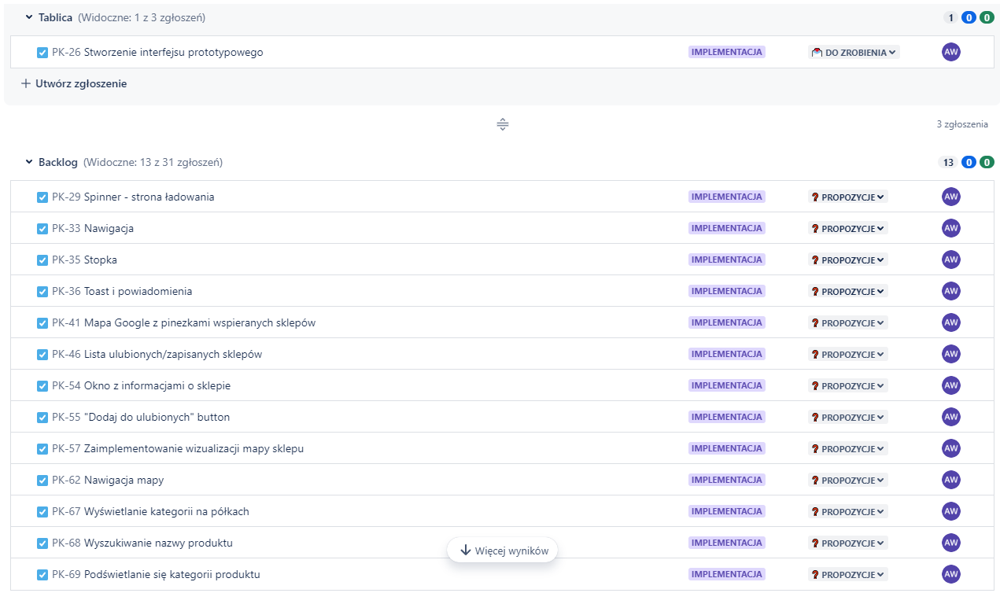 Tablica (Widoczne: 1 z 3 zgłoszeń) 1 0 0
PK-26 Stworzenie interfejsu prototypowego IMPLEMENTACJA DO ZROBIENIA AW
+ Utwórz zgłoszenie
3 zgłoszenia
Backlog (Widoczne: 13 z 31 zgłoszeń) 13 0 0
PK-29 Spinner - strona ładowania IMPLEMENTACJA ❓ PROPOZYCJE AW
PK-33 Nawigacja IMPLEMENTACJA ❓ PROPOZYCJE AW
PK-35 Stopka IMPLEMENTACJA ❓ PROPOZYCJE AW
PK-36 Toast i powiadomienia IMPLEMENTACJA ❓ PROPOZYCJE AW
PK-41 Mapa Google z pinezkami wspieranych sklepów IMPLEMENTACJA ❓ PROPOZYCJE AW
PK-46 Lista ulubionych/zapisanych sklepów IMPLEMENTACJA ❓ PROPOZYCJE AW
PK-54 Okno z informacjami o sklepie IMPLEMENTACJA ❓ PROPOZYCJE AW
PK-55 "Dodaj do ulubionych" button IMPLEMENTACJA ❓ PROPOZYCJE AW
PK-57 Zaimplementowanie wizualizacji mapy sklepu IMPLEMENTACJA ❓ PROPOZYCJE AW
PK-62 Nawigacja mapy IMPLEMENTACJA ❓ PROPOZYCJE AW
PK-67 Wyświetlanie kategorii na półkach IMPLEMENTACJA ❓ PROPOZYCJE AW
PK-68 Wyszukiwanie nazwy produktu IMPLEMENTACJA ❓ PROPOZYCJE AW
Więcej wyników
PK-69 Podświetlanie się kategorii produktu IMPLEMENTACJA ❓ PROPOZYCJE AW